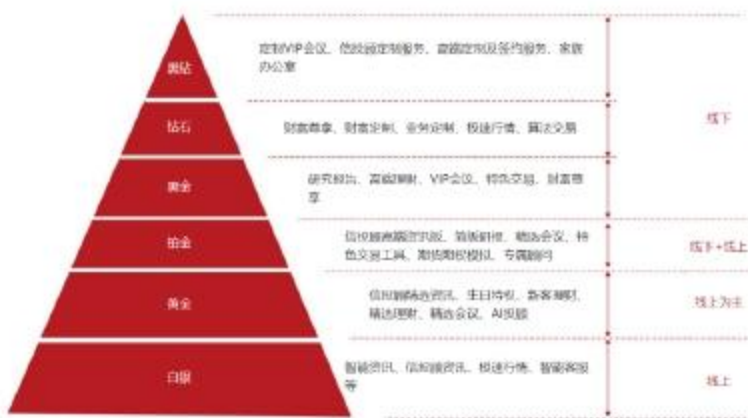 黑钻
定制VIP会议、信投顾定制服务、高端定制及签约服务、家族
办公室
线下
钻石
财富尊享、财富定制、业务定制、极速行情、算法交易
黑金
研究报告、高端理财、VIP会议、特色交易、财富尊
享
铂金
信投顾高端资讯版、简版研报、精选会议、特
色交易工具、期货期权模拟、专属顾问
线下+线上
黄金
信投顾精选资讯、生日特权、新客理财、
精选理财、精选会议、AI投顾
线上为主
白银
智能资讯、信投顾资讯、极速行情、智能客服
等
线上